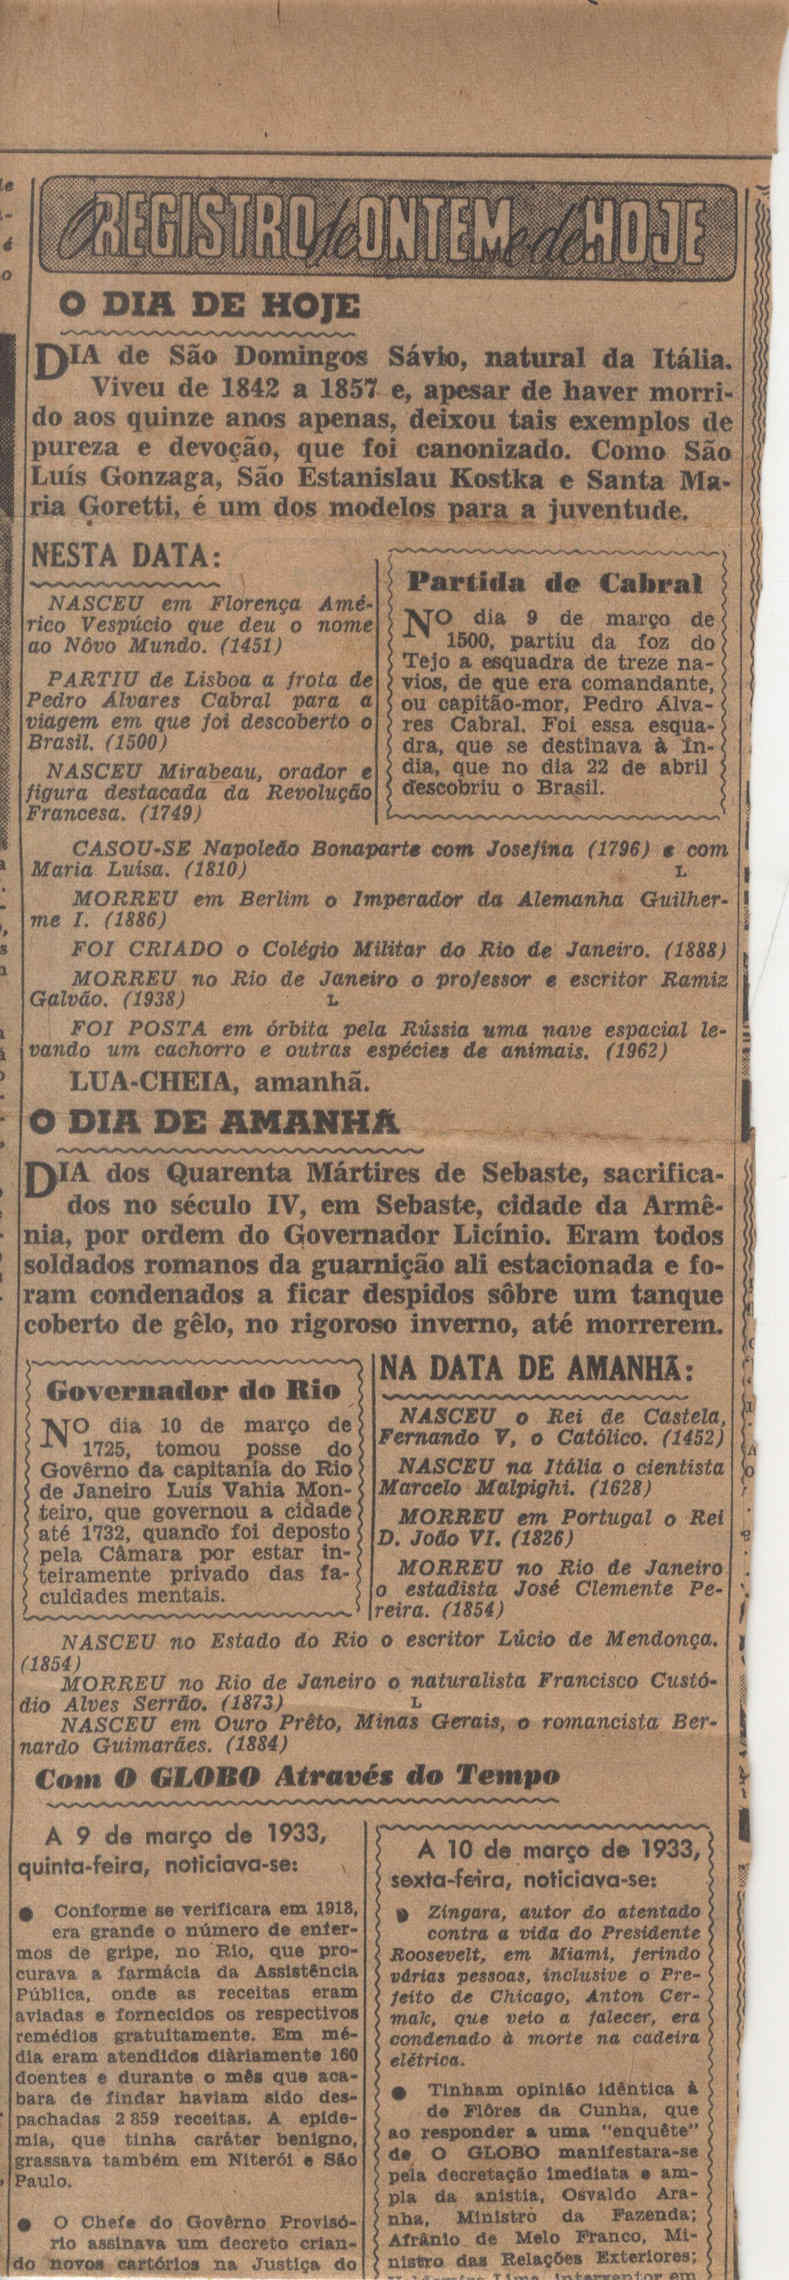 O REGISTRO de ONTEM e de HOJE
O DIA DE HOJE
DIA de São Domingos Sávio, natural da Itália.
Viveu de 1842 a 1857 e, apesar de haver morri-
do aos quinze anos apenas, deixou tais exemplos de
pureza e devoção, que foi canonizado. Como São
Luís Gonzaga, São Estanislau Kostka e Santa Ma-
ria Goretti, é um dos modelos para a juventude.
NESTA DATA:
NASCEU em Florença Amé-
rico Vespúcio que deu o nome
ao Nôvo Mundo. (1451)
PARTIU de Lisboa a frota de
Pedro Álvares Cabral para a
viagem em que foi descoberto o
Brasil. (1500)
NASCEU Mirabeau, orador e
figura destacada da Revolução
Francesa. (1749)
Partida de Cabral
NO dia 9 de março de
1500, partiu da foz do
Tejo a esquadra de treze na-
vios, de que era comandante,
ou capitão-mor, Pedro Álva-
res Cabral. Foi essa esqua-
dra, que se destinava à Ín-
dia, que no dia 22 de abril
descobriu o Brasil.
CASOU-SE Napoleão Bonaparte com Josefina (1796) e com
Maria Luísa. (1810) L
MORREU em Berlim o Imperador da Alemanha Guilher-
me I. (1886)
FOI CRIADO o Colégio Militar do Rio de Janeiro. (1888)
MORREU no Rio de Janeiro o professor e escritor Ramiz
Galvão. (1938) L
FOI POSTA em órbita pela Rússia uma nave espacial le-
vando um cachorro e outras espécies de animais. (1962)
LUA-CHEIA, amanhã.
O DIA DE AMANHÃ
DIA dos Quarenta Mártires de Sebaste, sacrifica-
dos no século IV, em Sebaste, cidade da Armê-
nia, por ordem do Governador Licínio. Eram todos
soldados romanos da guarnição ali estacionada e fo-
ram condenados a ficar despidos sôbre um tanque
coberto de gêlo, no rigoroso inverno, até morrerem.
Governador do Rio
NO dia 10 de março de
1725, tomou posse do
Govêrno da capitania do Rio
de Janeiro Luís Vahia Mon-
teiro, que governou a cidade
até 1732, quando foi deposto
pela Câmara por estar in-
teiramente privado das fa-
culdades mentais.
NA DATA DE AMANHÃ:
NASCEU o Rei de Castela,
Fernando V, o Católico. (1452)
NASCEU na Itália o cientista
Marcelo Malpighi. (1628)
MORREU em Portugal o Rei
D. João VI. (1826)
MORREU no Rio de Janeiro
o estadista José Clemente Pe-
reira. (1854)
NASCEU no Estado do Rio o escritor Lúcio de Mendonça.
(1854)
MORREU no Rio de Janeiro o naturalista Francisco Custó-
dio Alves Serrão. (1873) L
NASCEU em Ouro Prêto, Minas Gerais, o romancista Ber-
nardo Guimarães. (1884)
Com O GLOBO Através do Tempo
A 9 de março de 1933,
quinta-feira, noticiava-se:
● Conforme se verificara em 1918,
era grande o número de enfer-
mos de gripe, no Rio, que pro-
curava a farmácia da Assistência
Pública, onde as receitas eram
aviadas e fornecidos os respectivos
remédios gratuitamente. Em mé-
dia eram atendidos diàriamente 160
doentes e durante o mês que aca-
bara de findar haviam sido des-
pachadas 2 859 receitas. A epide-
mia, que tinha caráter benigno,
grassava também em Niterói e São
Paulo.
● O Chefe do Govêrno Provisó-
rio assinava um decreto crian-
do novos cartórios na Justiça do
A 10 de março de 1933,
sexta-feira, noticiava-se:
● Zingara, autor do atentado
contra a vida do Presidente
Roosevelt, em Miami, ferindo
várias pessoas, inclusive o Pre-
feito de Chicago, Anton Cer-
mak, que veio a falecer, era
condenado à morte na cadeira
elétrica.
● Tinham opinião idêntica à
de Flôres da Cunha, que
ao responder a uma "enquête"
de O GLOBO manifestara-se
pela decretação imediata e am-
pla da anistia, Osvaldo Ara-
nha, Ministro da Fazenda;
Afrânio de Melo Franco, Mi-
nistro das Relações Exteriores;